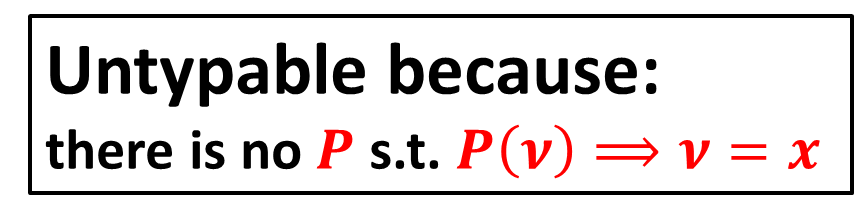 Untypable because:
there is no P s.t. P(ν) ⟹ ν = x